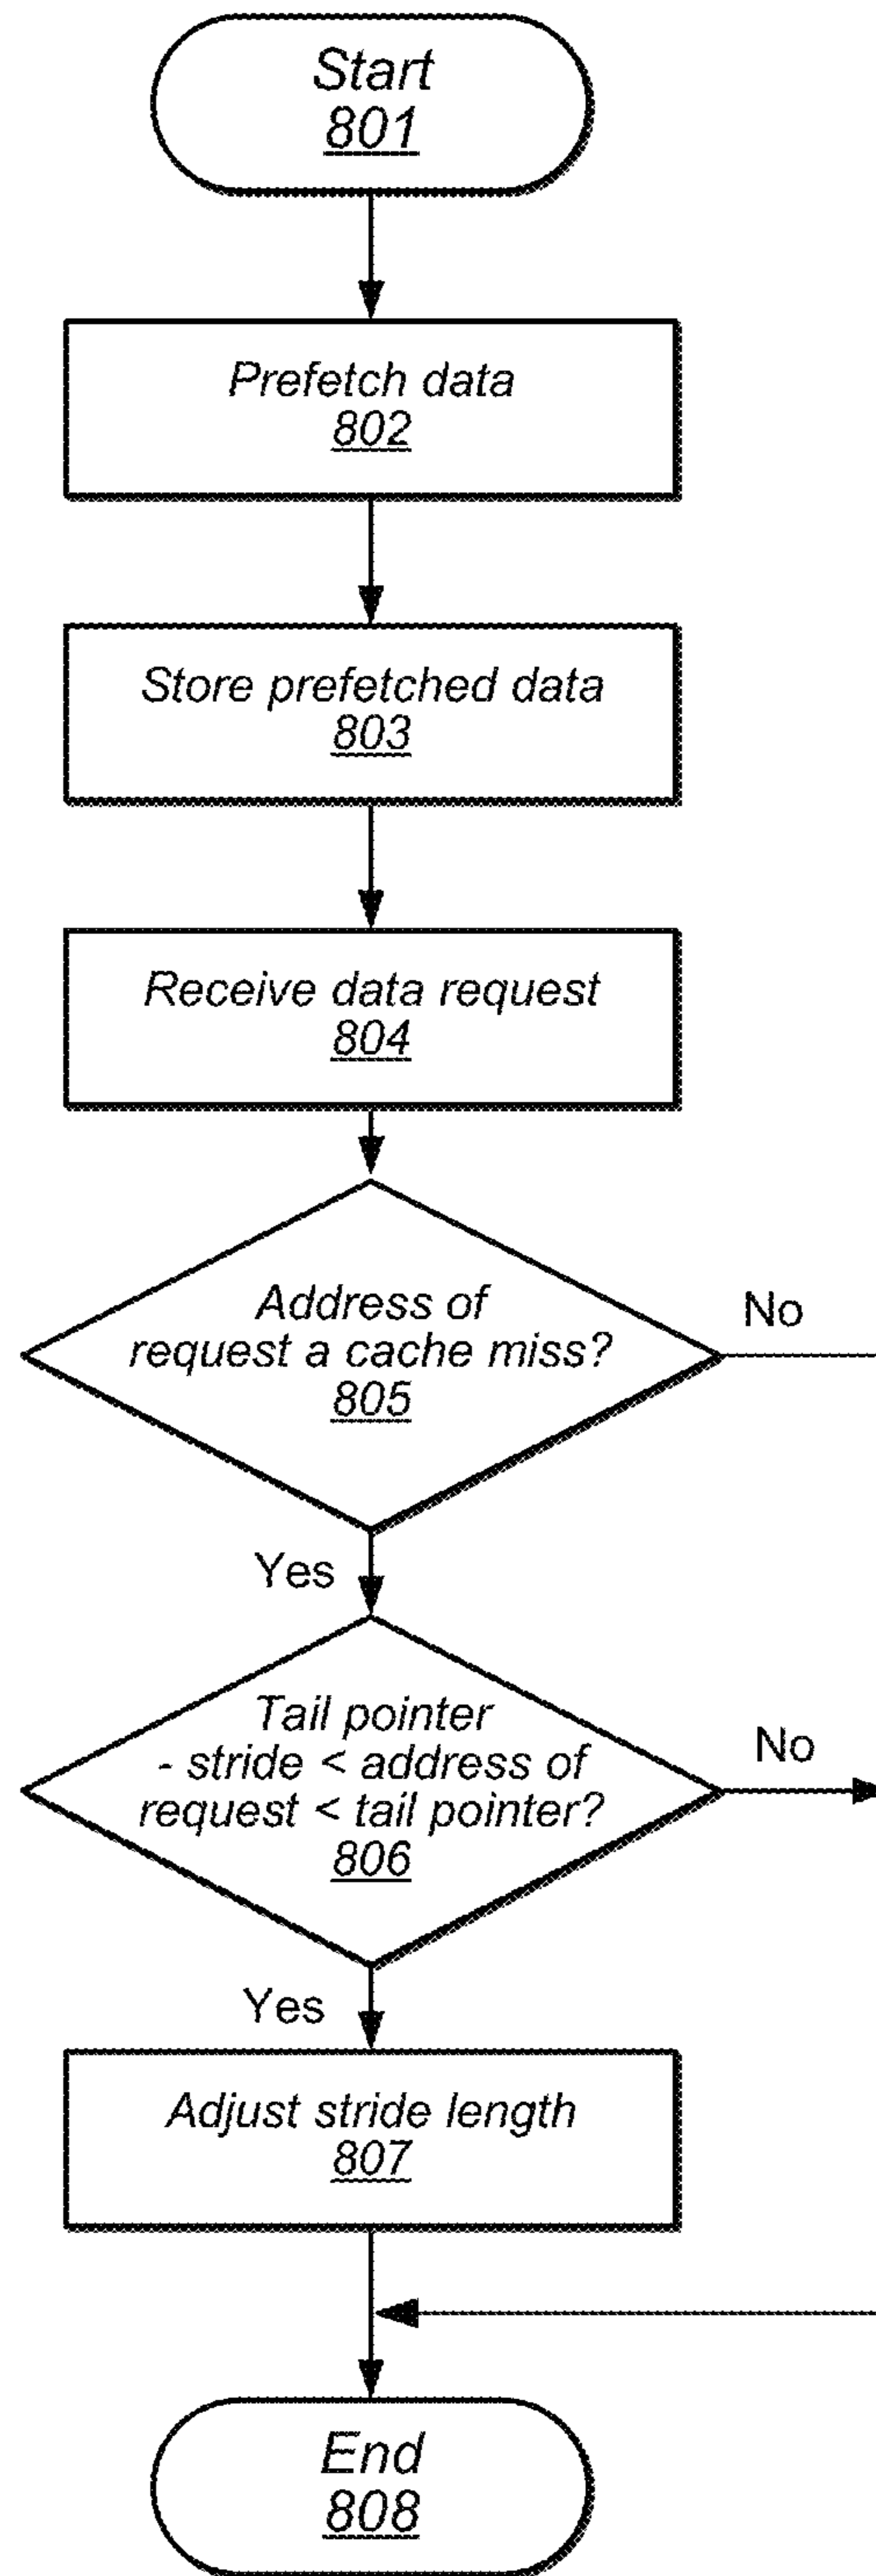 Start
801
Prefetch data
802
Store prefetched data
803
Receive data request
804
Address of
request a cache miss?
805
No
Yes
Tail pointer
- stride < address of
request < tail pointer?
806
No
Yes
Adjust stride length
807
End
808